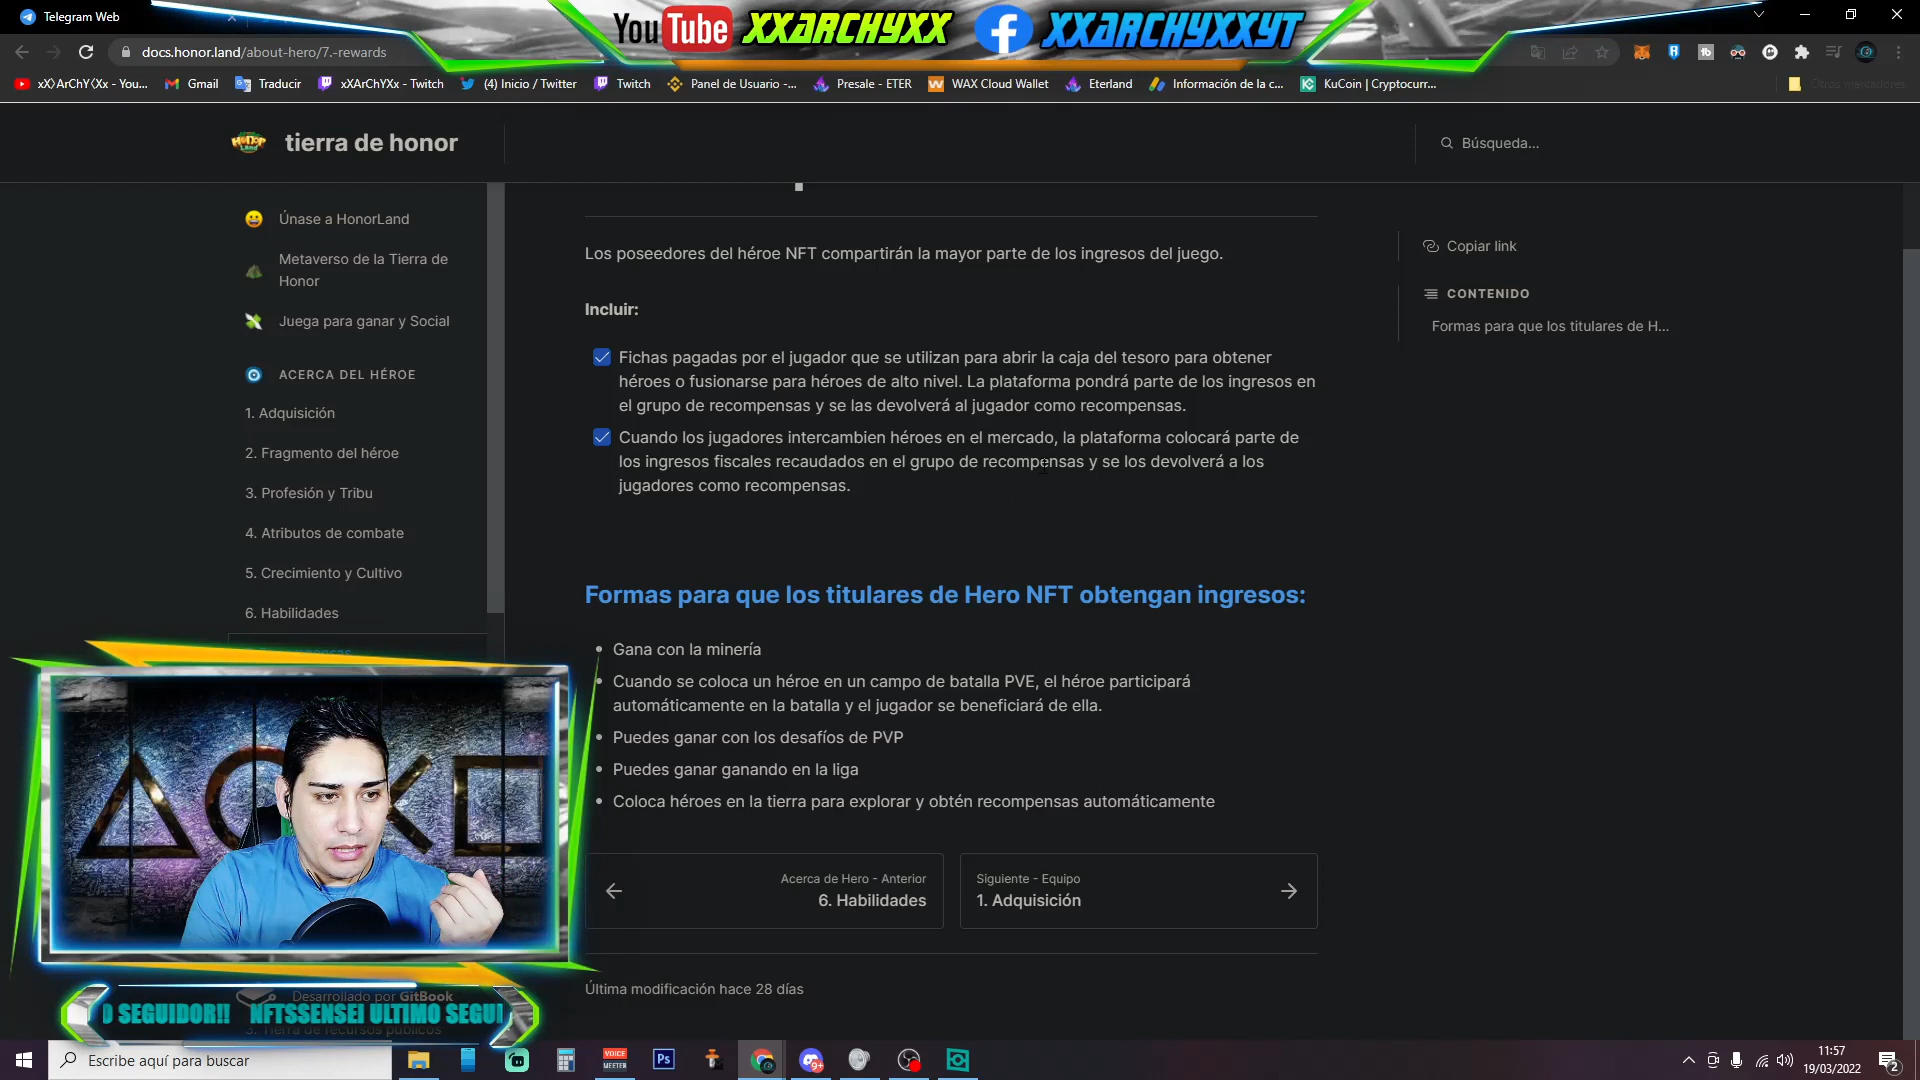 Telegram Web
YouTube xXARCHYXX
xXARCHYXXYT
docs.honor.land/about-hero/7.-rewards
xX)ArChY(Xx - You...
Gmail
Traducir
xXArChYXx - Twitch
(4) Inicio / Twitter
Twitch
Panel de Usuario -...
Presale - ETER
WAX Cloud Wallet
Eterland
Información de la c...
KuCoin | Cryptocurr...
Otros marcadores
tierra de honor
Búsqueda...
Únase a HonorLand
Metaverso de la Tierra de
Honor
Juega para ganar y Social
ACERCA DEL HÉROE
1. Adquisición
2. Fragmento del héroe
3. Profesión y Tribu
4. Atributos de combate
5. Crecimiento y Cultivo
6. Habilidades
Los poseedores del héroe NFT compartirán la mayor parte de los ingresos del juego.
Incluir:
Fichas pagadas por el jugador que se utilizan para abrir la caja del tesoro para obtener
héroes o fusionarse para héroes de alto nivel. La plataforma pondrá parte de los ingresos en
el grupo de recompensas y se las devolverá al jugador como recompensas.
Cuando los jugadores intercambien héroes en el mercado, la plataforma colocará parte de
los ingresos fiscales recaudados en el grupo de recompensas y se los devolverá a los
jugadores como recompensas.
Formas para que los titulares de Hero NFT obtengan ingresos:
Gana con la minería
Cuando se coloca un héroe en un campo de batalla PVE, el héroe participará
automáticamente en la batalla y el jugador se beneficiará de ella.
Puedes ganar con los desafíos de PVP
Puedes ganar ganando en la liga
Coloca héroes en la tierra para explorar y obtén recompensas automáticamente
Acerca de Hero - Anterior
6. Habilidades
Siguiente - Equipo
1. Adquisición
Última modificación hace 28 días
Copiar link
CONTENIDO
Formas para que los titulares de H...
Desarrollado por GitBook
O SEGUIDOR!! NFTSSENSEI ULTIMO SEGUI
3. Tierra de recursos públicos
Escribe aquí para buscar
VOICE
MEETER
Ps
9+
11:57
19/03/2022
2